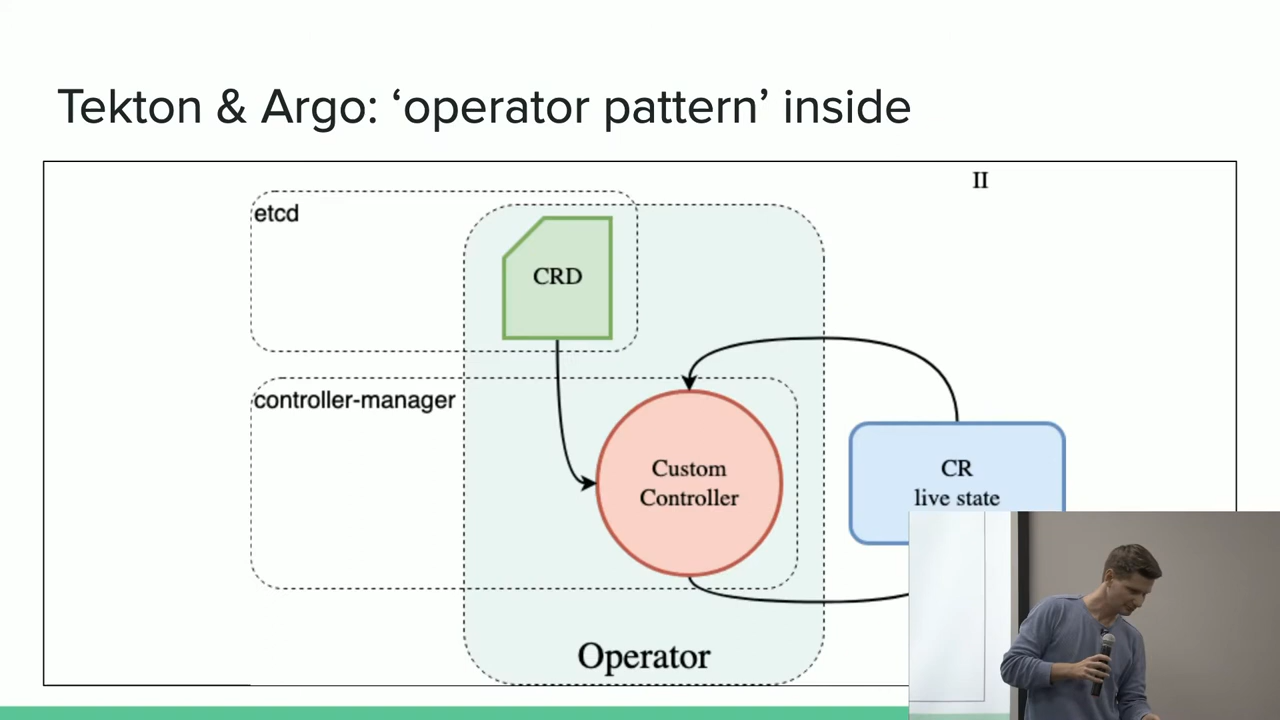 Tekton & Argo: ‘operator pattern’ inside
II
etcd
CRD
controller-manager
Custom
Controller
CR
live state
Operator